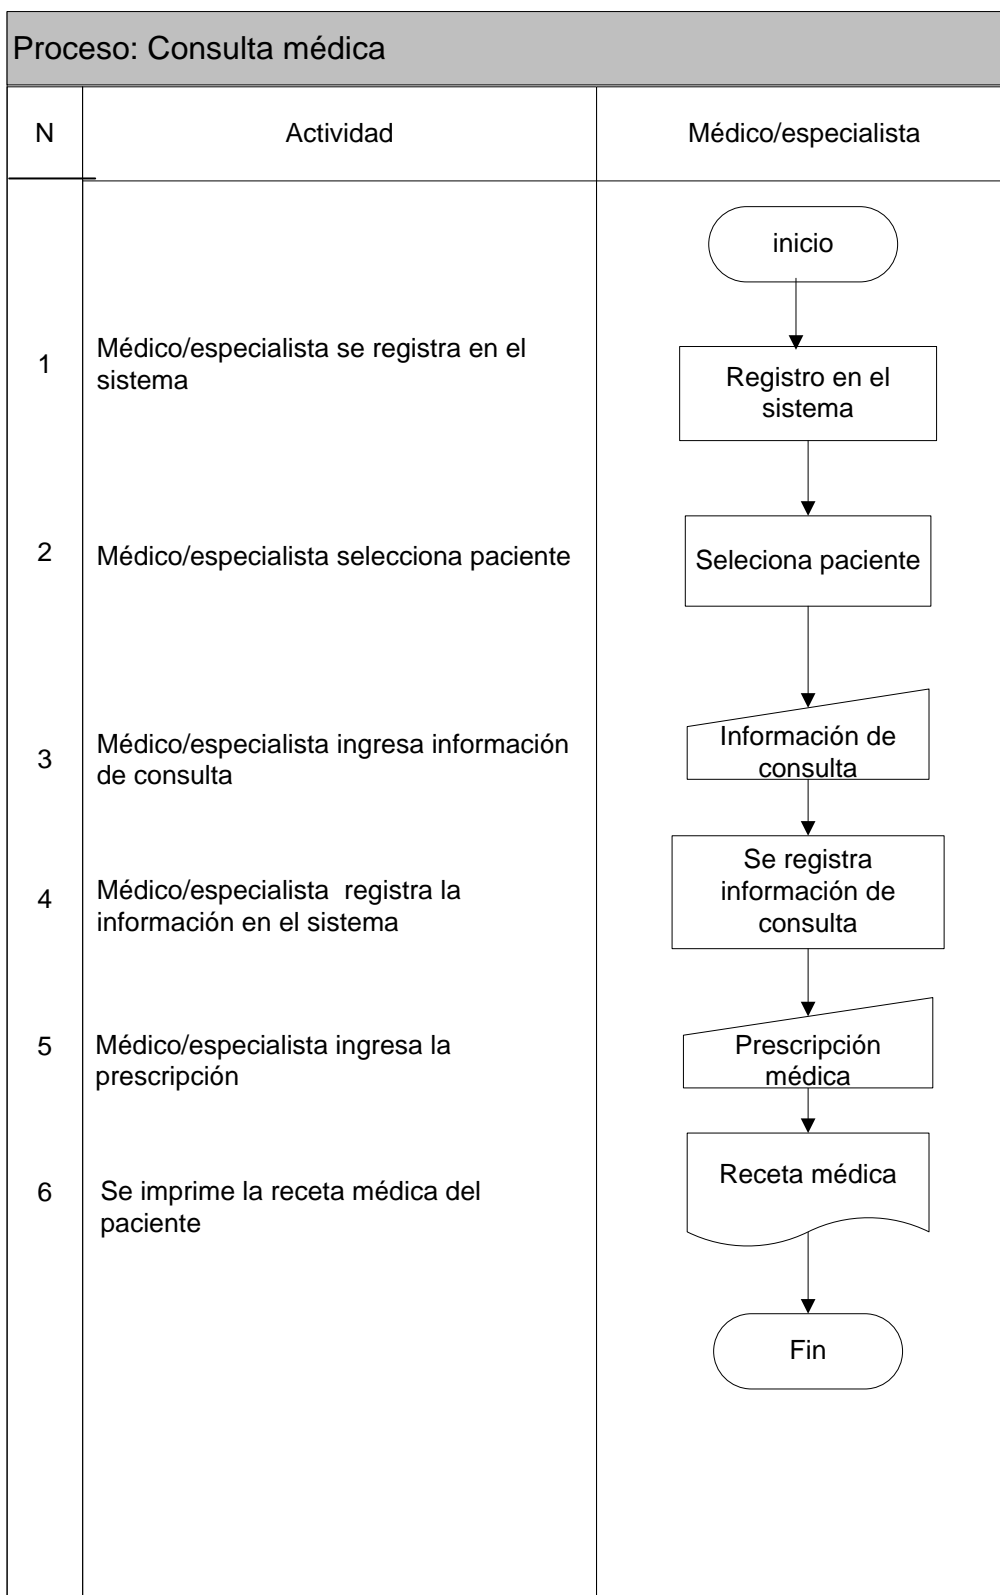 Proceso: Consulta médica
N
Actividad
Médico/especialista
inicio
1
Médico/especialista se registra en el
sistema
Registro en el
sistema
2
Médico/especialista selecciona paciente
Seleciona paciente
3
Médico/especialista ingresa información
de consulta
Información de
consulta
4
Médico/especialista  registra la
información en el sistema
Se registra
información de
consulta
5
Médico/especialista ingresa la
prescripción
Prescripción
médica
6
Se imprime la receta médica del
paciente
Receta médica
Fin